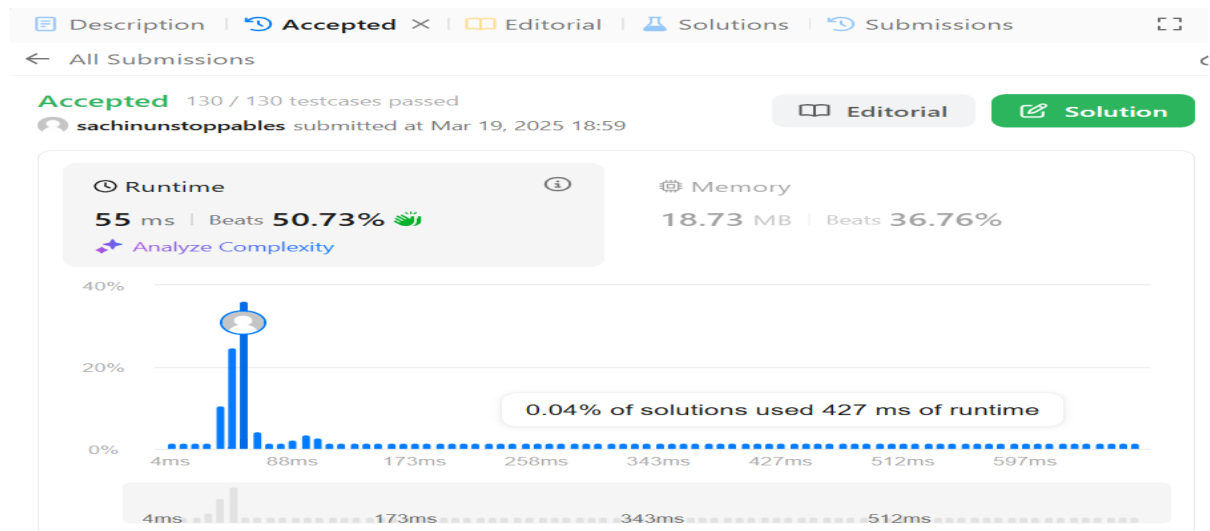 Description Accepted Editorial Solutions Submissions
All Submissions
Accepted 130 / 130 testcases passed
sachinunstoppables submitted at Mar 19, 2025 18:59
Editorial
Solution
Runtime
55 ms Beats 50.73%
Analyze Complexity
Memory
18.73 MB Beats 36.76%
40%
20%
0%
0.04% of solutions used 427 ms of runtime
4ms 88ms 173ms 258ms 343ms 427ms 512ms 597ms
4ms 173ms 343ms 512ms